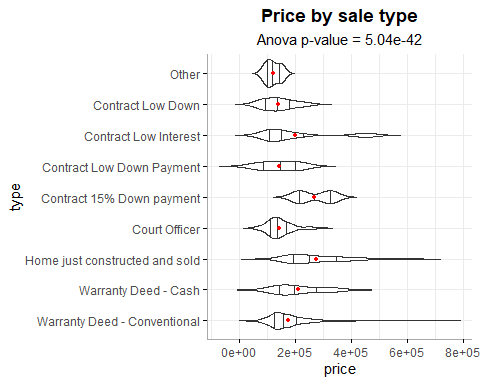 Price by sale type
Anova p-value = 5.04e-42
type
Other
Contract Low Down
Contract Low Interest
Contract Low Down Payment
Contract 15% Down payment
Court Officer
Home just constructed and sold
Warranty Deed - Cash
Warranty Deed - Conventional
0e+00 2e+05 4e+05 6e+05 8e+05
price